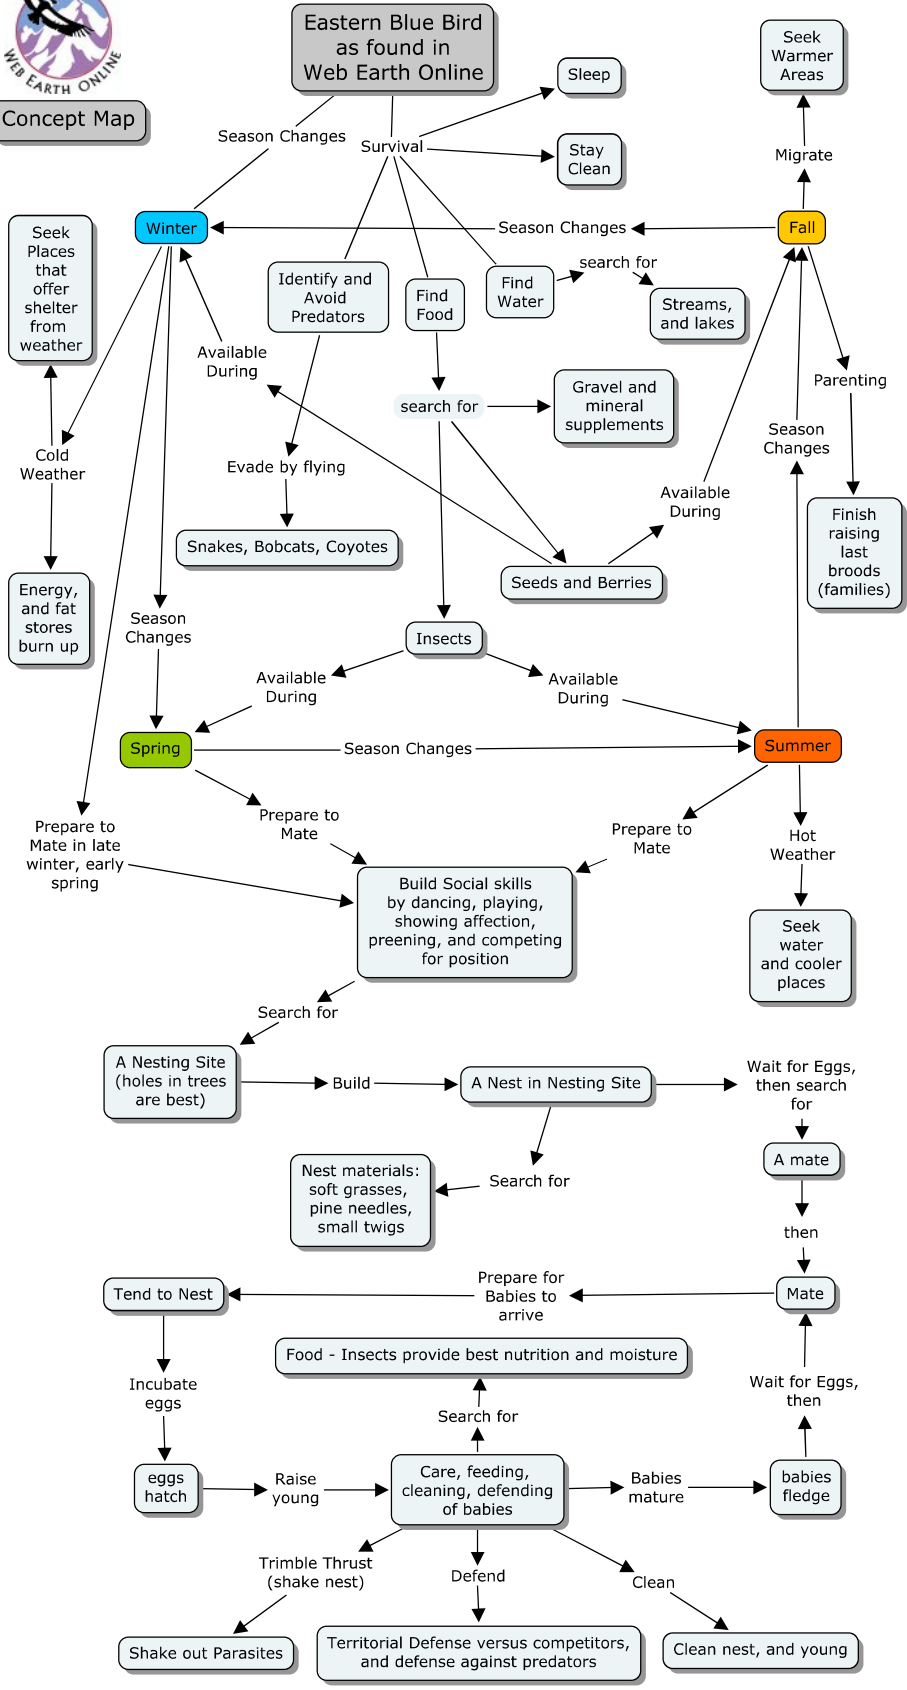 WEB EARTH ONLINE
Concept Map
Eastern Blue Bird
as found in
Web Earth Online
Seek
Warmer
Areas
Sleep
Season Changes
Survival
Stay
Clean
Migrate
Winter
Season Changes
Fall
Seek
Places
that
offer
shelter
from
weather
Identify and
Avoid
Predators
Find
Food
Find
Water
search for
Streams,
and lakes
Available
During
Parenting
search for
Gravel and
mineral
supplements
Season
Changes
Cold
Weather
Evade by flying
Available
During
Finish
raising
last
broods
(families)
Snakes, Bobcats, Coyotes
Seeds and Berries
Energy,
and fat
stores
burn up
Season
Changes
Insects
Available
During
Available
During
Spring
Season Changes
Summer
Prepare to
Mate in late
winter, early
spring
Prepare to
Mate
Prepare to
Mate
Hot
Weather
Build Social skills
by dancing, playing,
showing affection,
preening, and competing
for position
Seek
water
and cooler
places
Search for
A Nesting Site
(holes in trees
are best)
Build
A Nest in Nesting Site
Wait for Eggs,
then search
for
A mate
Nest materials:
soft grasses,
pine needles,
small twigs
Search for
then
Tend to Nest
Prepare for
Babies to
arrive
Mate
Food - Insects provide best nutrition and moisture
Incubate
eggs
Search for
Wait for Eggs,
then
eggs
hatch
Raise
young
Care, feeding,
cleaning, defending
of babies
Babies
mature
babies
fledge
Trimble Thrust
(shake nest)
Defend
Clean
Shake out Parasites
Territorial Defense versus competitors,
and defense against predators
Clean nest, and young